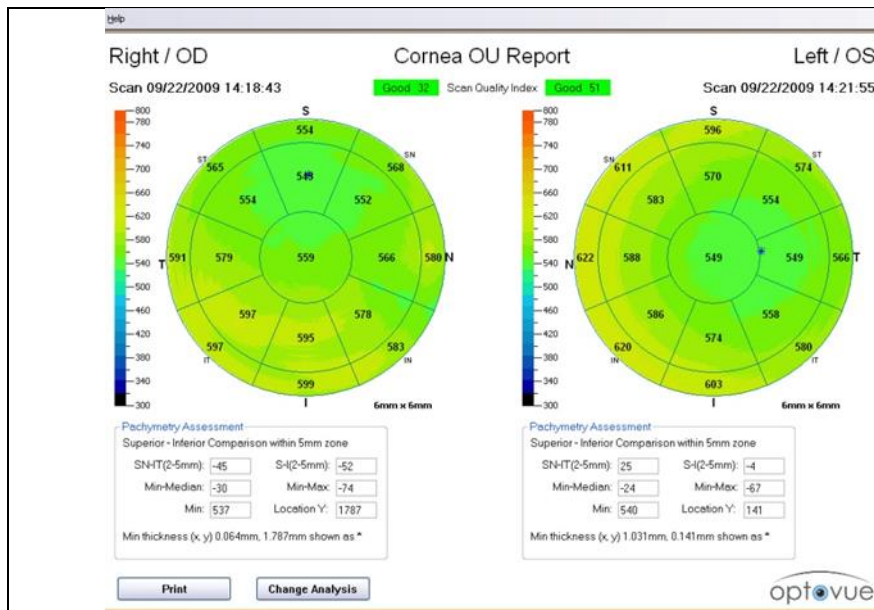 Help
Right / OD Cornea OU Report Left / OS
Scan 09/22/2009 14:18:43 Good 32 Scan Quality Index Good 51 Scan 09/22/2009 14:21:55
800
780
740
700
660
620
580
540
500
460
420
380
340
300
S
554
ST 565 568 SN
554 552
T 591 579 559 566 580 N
597 578
595
IT 597 583 IN
599
I
6mm x 6mm
800
780
740
700
660
620
580
540
500
460
420
380
340
300
S
596
SN 611 574 ST
570
583 554
N 622 588 549 549 566 T
586 558
574
IN 620 580 IT
603
I
6mm x 6mm
Pachymetry Assessment
Superior - Inferior Comparison within 5mm zone
SN-IT(2-5mm): -45 S-I(2-5mm): -52
Min-Median: -30 Min-Max: -74
Min: 537 Location Y: 1787
Min thickness (x, y) 0.064mm, 1.787mm shown as *
Pachymetry Assessment
Superior - Inferior Comparison within 5mm zone
SN-IT(2-5mm): 25 S-I(2-5mm): -4
Min-Median: -24 Min-Max: -67
Min: 540 Location Y: 141
Min thickness (x, y) 1.031mm, 0.141mm shown as *
Print Change Analysis
optovue